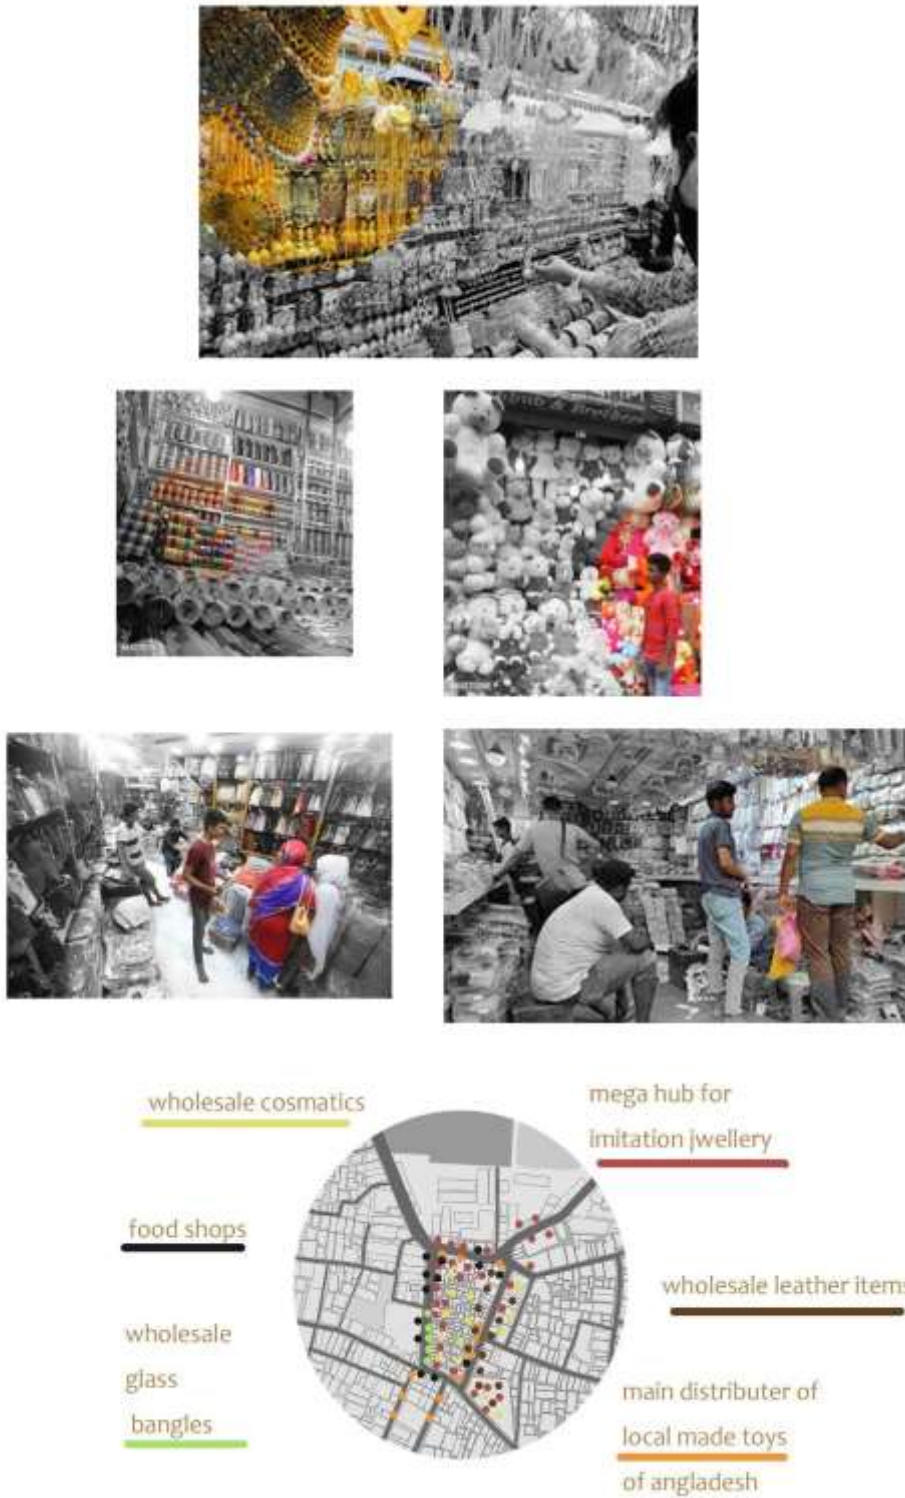 wholesale cosmatics
mega hub for
imitation jwellery
food shops
wholesale leather items
wholesale
glass
bangles
main distributer of
local made toys
of angladesh